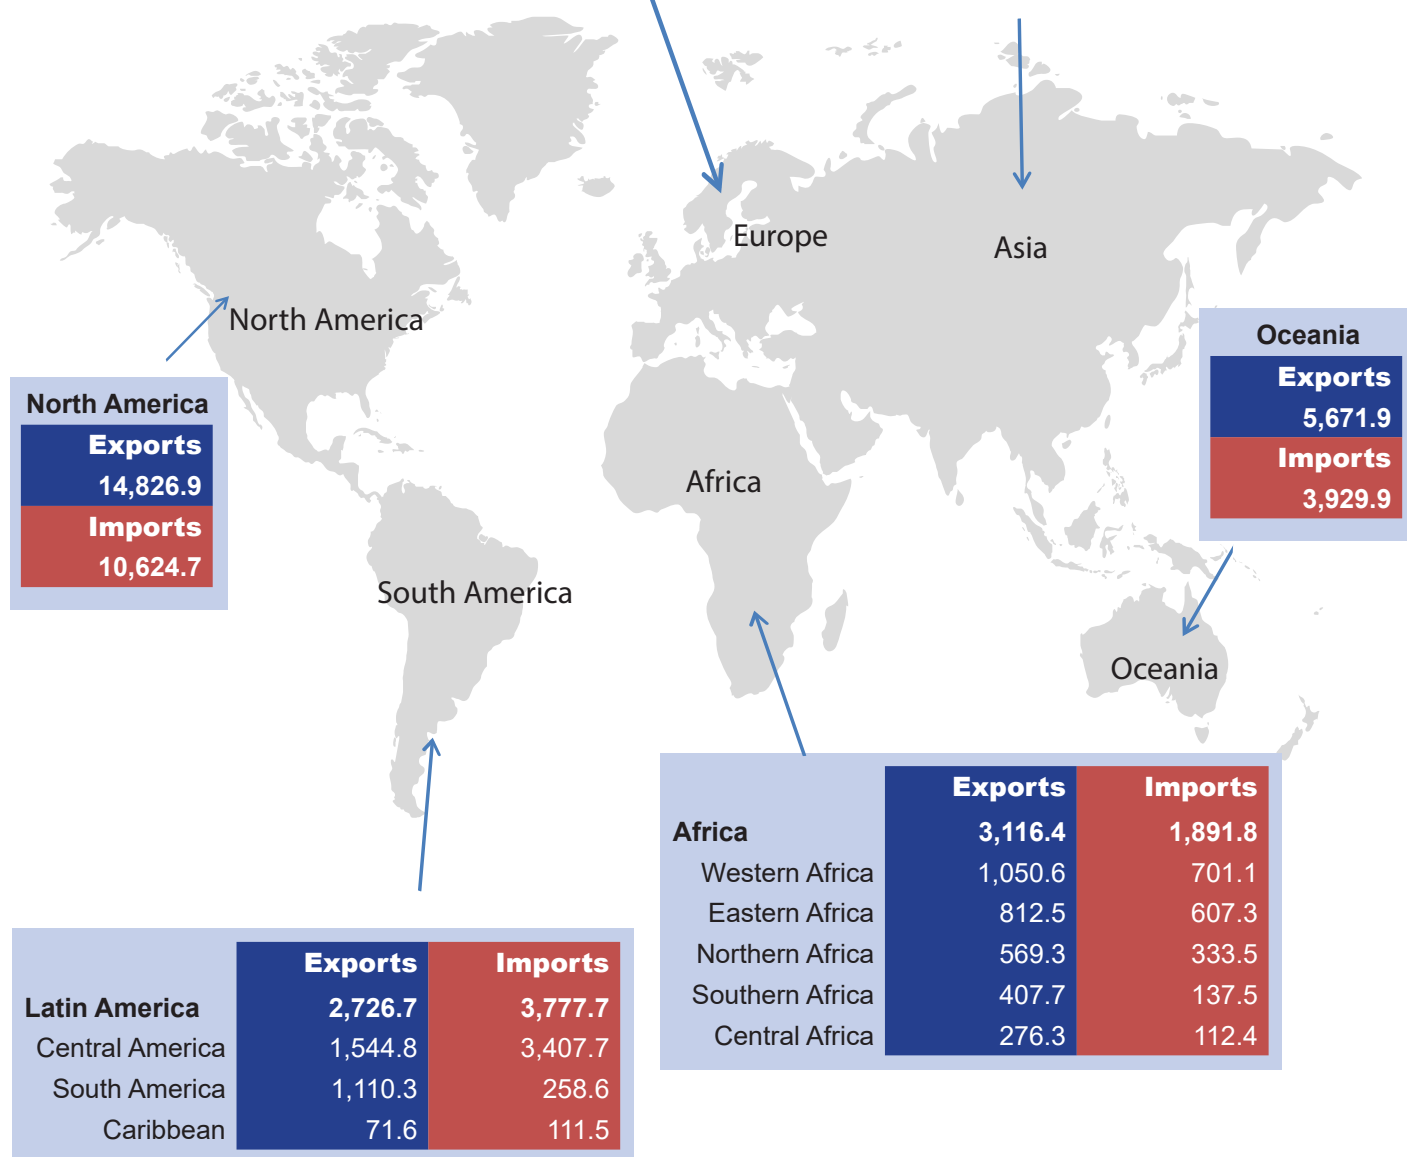 Europe
Asia
North America
Oceania
Exports
5,671.9
Imports
3,929.9
North America
Exports
14,826.9
Imports
10,624.7
Africa
South America
Oceania
Exports Imports
Africa 3,116.4 1,891.8
Western Africa 1,050.6 701.1
Eastern Africa 812.5 607.3
Northern Africa 569.3 333.5
Southern Africa 407.7 137.5
Central Africa 276.3 112.4
Exports Imports
Latin America 2,726.7 3,777.7
Central America 1,544.8 3,407.7
South America 1,110.3 258.6
Caribbean 71.6 111.5